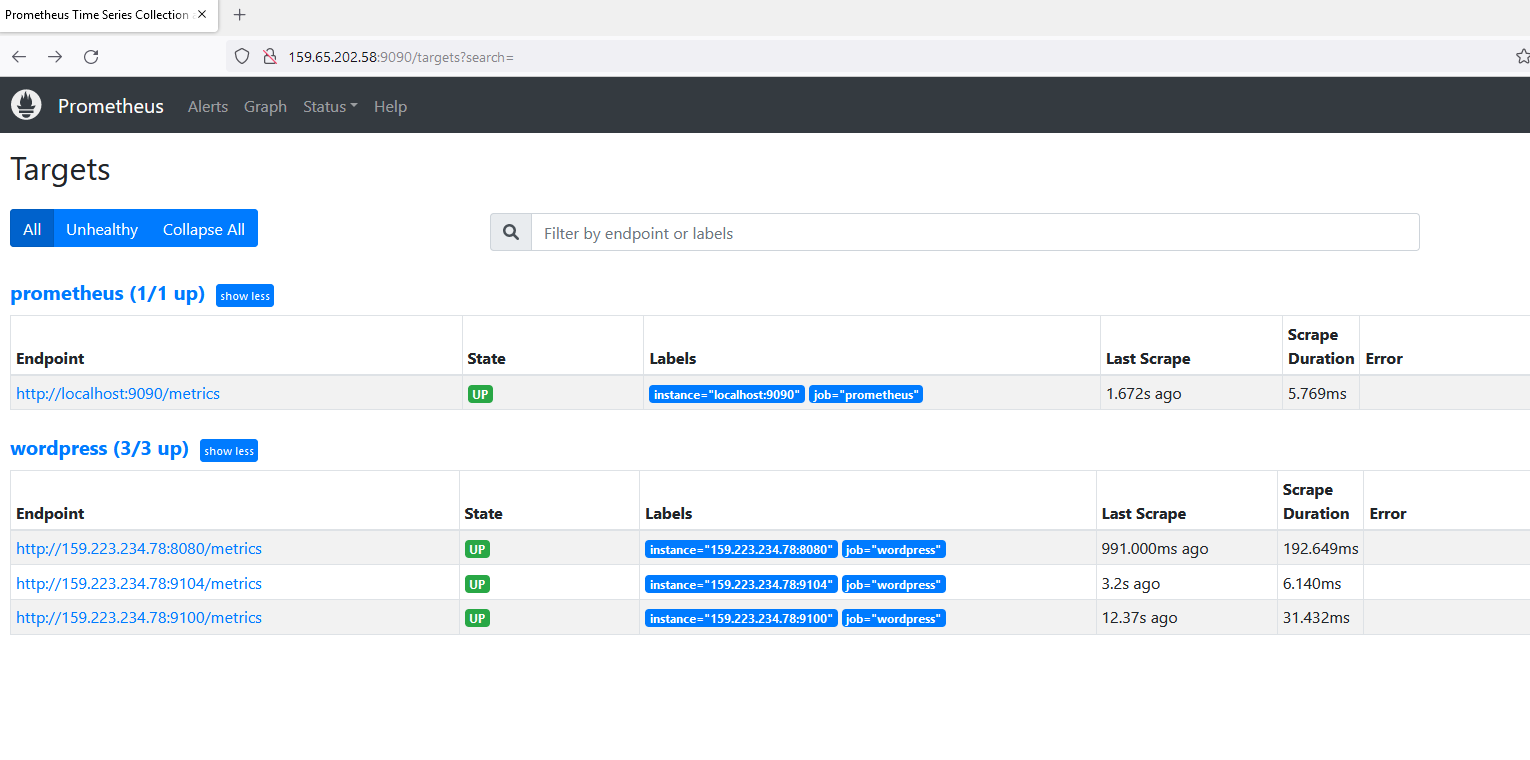 Prometheus Time Series Collection
159.65.202.58:9090/targets?search=
Prometheus Alerts Graph Status Help
Targets
All Unhealthy Collapse All
Filter by endpoint or labels
prometheus (1/1 up) show less
Endpoint State Labels Last Scrape Scrape Duration Error
http://localhost:9090/metrics UP instance="localhost:9090" job="prometheus" 1.672s ago 5.769ms
wordpress (3/3 up) show less
Endpoint State Labels Last Scrape Scrape Duration Error
http://159.223.234.78:8080/metrics UP instance="159.223.234.78:8080" job="wordpress" 991.000ms ago 192.649ms
http://159.223.234.78:9104/metrics UP instance="159.223.234.78:9104" job="wordpress" 3.2s ago 6.140ms
http://159.223.234.78:9100/metrics UP instance="159.223.234.78:9100" job="wordpress" 12.37s ago 31.432ms